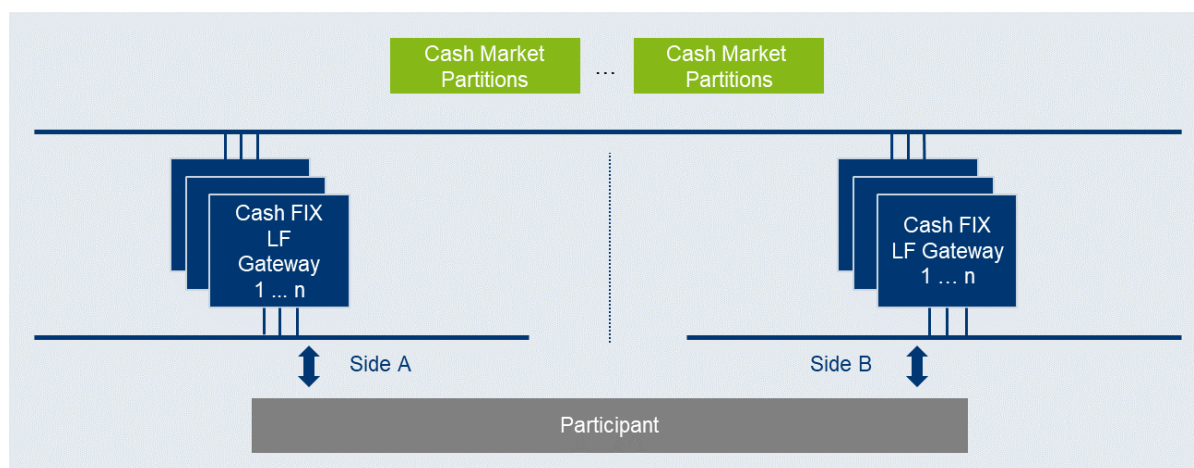 Cash Market
Partitions
...
Cash Market
Partitions
Cash FIX
LF
Gateway
1 ... n
Cash FIX
LF Gateway
1 ... n
Side A
Side B
Participant